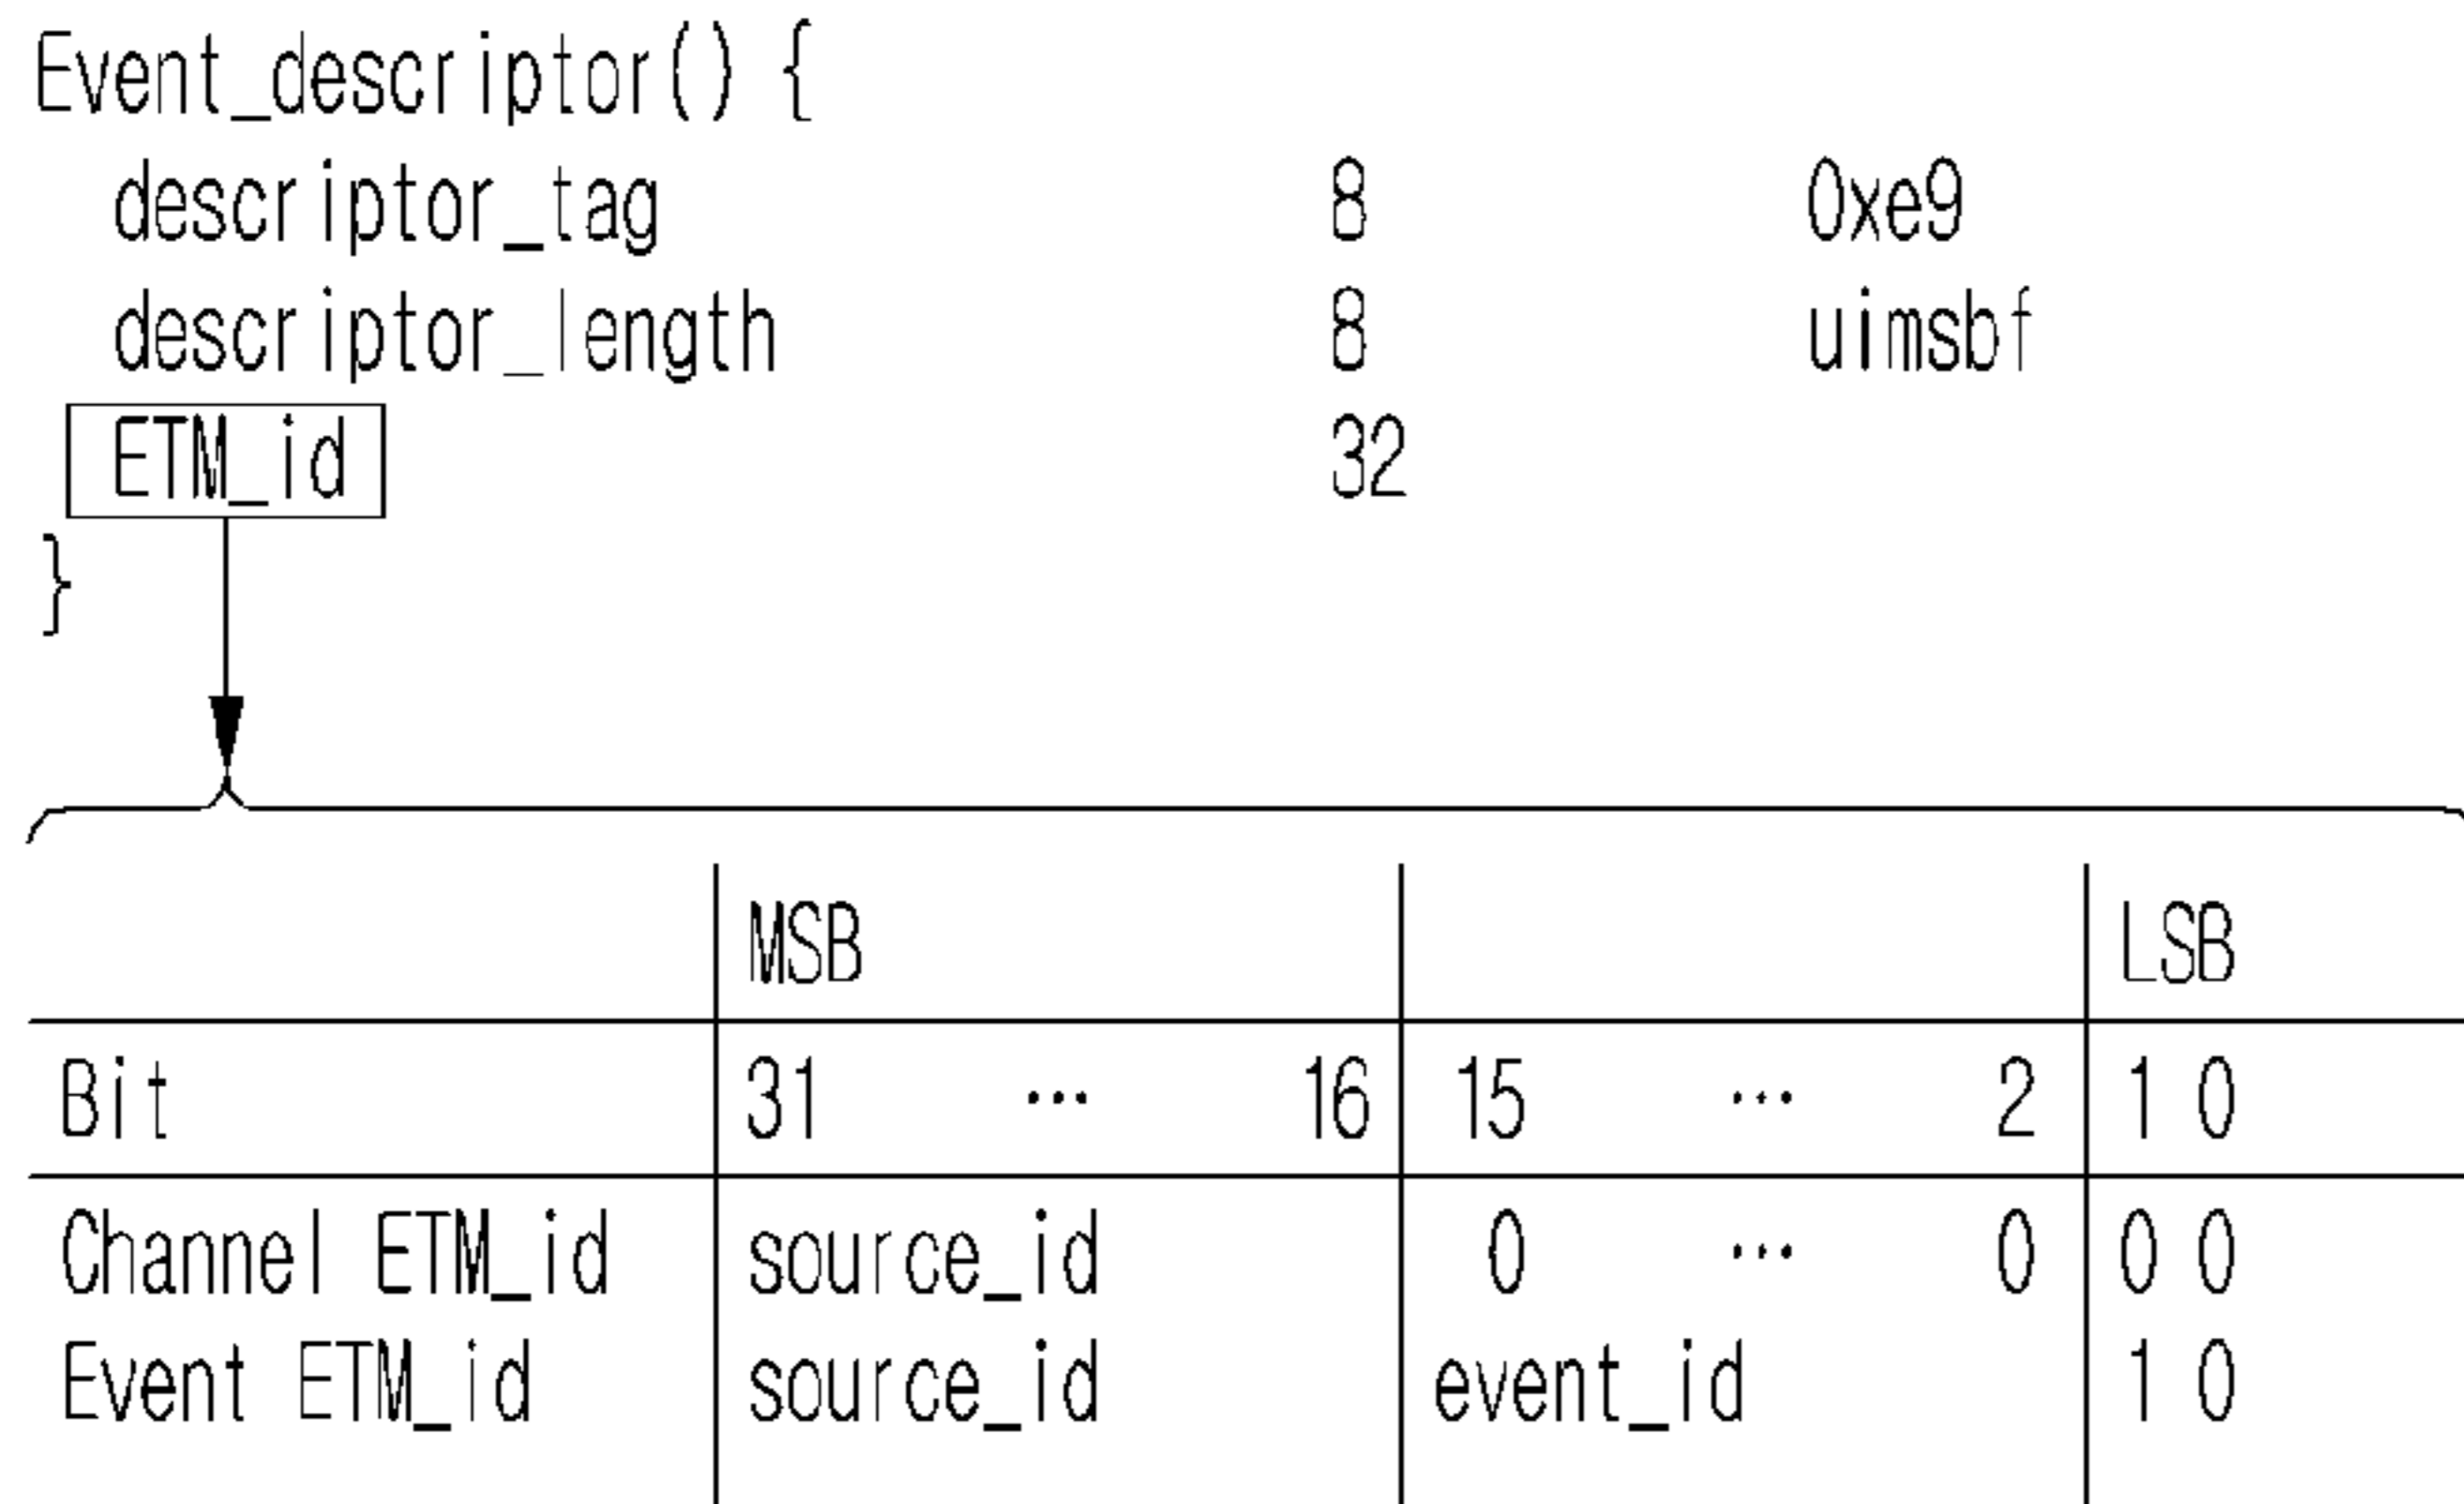 Event_descriptor() {
descriptor_tag 8 0xe9
descriptor_length 8 uimsbf
ETM_id 32
}
MSB LSB
Bit 31 ... 16 15 ... 2 1 0
Channel ETM_id source_id 0 ... 0 0 0
Event ETM_id source_id event_id 1 0